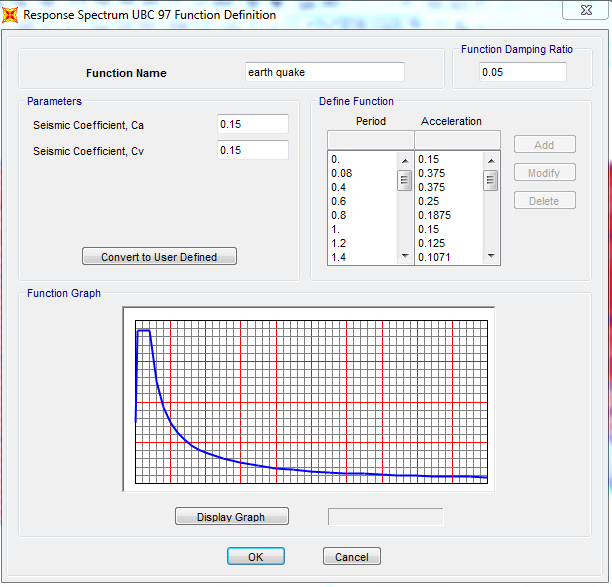 Response Spectrum UBC 97 Function Definition
Function Damping Ratio
Function Name
earth quake
0.05
Parameters
Define Function
Seismic Coefficient, Ca
0.15
Period
Acceleration
Seismic Coefficient, Cv
0.15
Add
0. 0.15
0.08 0.375
Modify
0.4 0.375
0.6 0.25
Delete
0.8 0.1875
1. 0.15
1.2 0.125
1.4 0.1071
Convert to User Defined
Function Graph
Display Graph
OK
Cancel